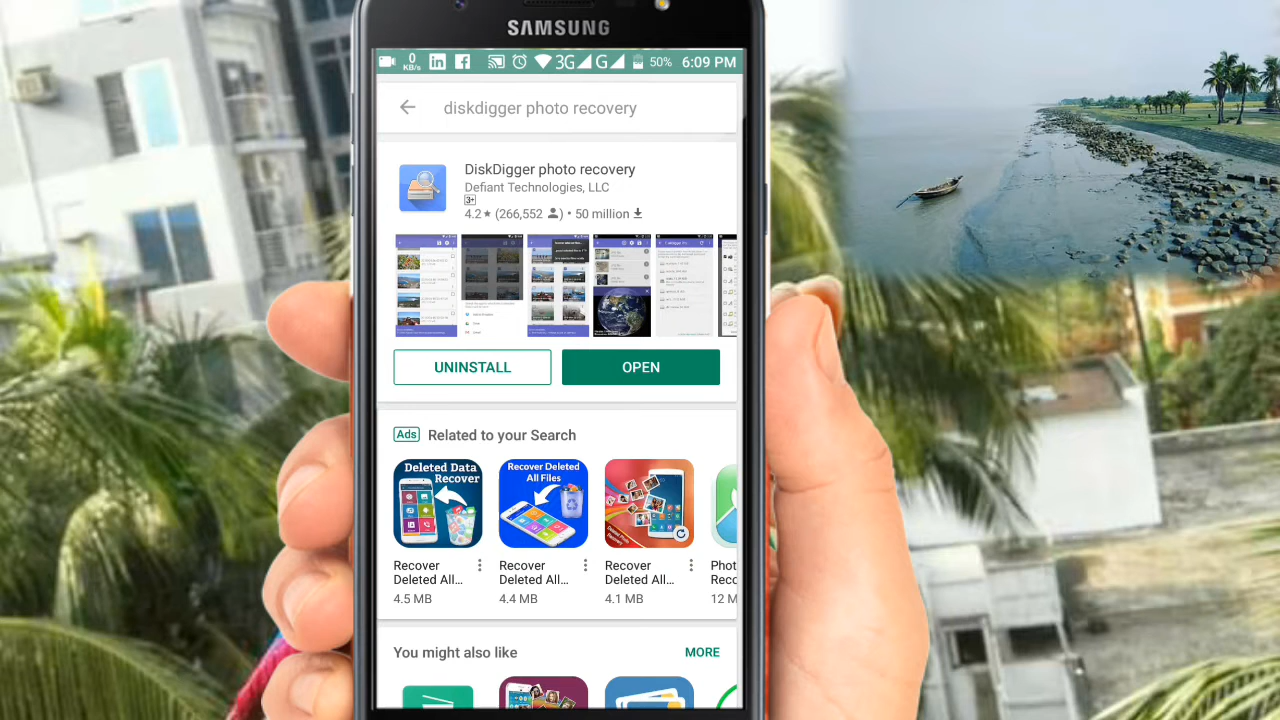 SAMSUNG
0
KB/s
3G
G
50%
6:09 PM
diskdigger photo recovery
DiskDigger photo recovery
Defiant Technologies, LLC
3+
4.2★ (266,552) • 50 million
UNINSTALL
OPEN
Ads
Related to your Search
Deleted Data
Recover
Recover Deleted
All Files
Deleted Photo
Recovery
Recover
Deleted All...
4.5 MB
Recover
Deleted All...
4.4 MB
Recover
Deleted All...
4.1 MB
Phot
Reco
12 M
You might also like
MORE